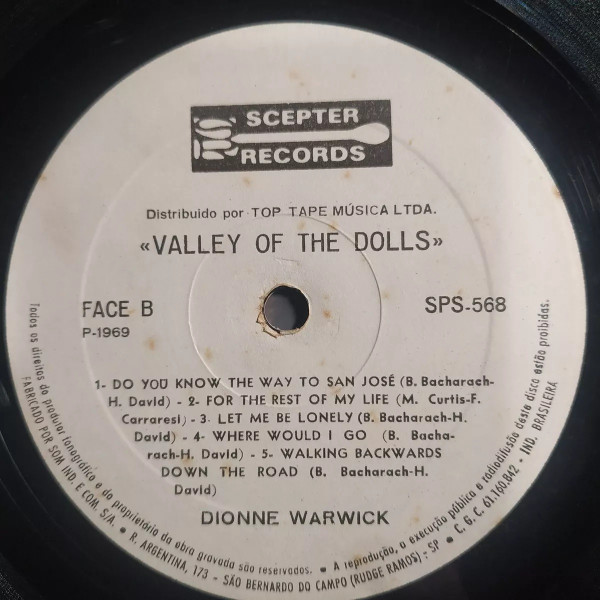 SCEPTER
RECORDS
Distribuido por TOP TAPE MÚSICA LTDA.
«VALLEY OF THE DOLLS»
FACE B
SPS-568
P-1969
1- DO YOU KNOW THE WAY TO SAN JOSÉ (B. Bacharach-
H. David) - 2- FOR THE REST OF MY LIFE (M. Curtis-F.
Carraresi) - 3- LET ME BE LONELY (B. Bacharach-H.
David) - 4- WHERE WOULD I GO (B. Bacha-
rach-H. David) - 5- WALKING BACKWARDS
DOWN THE ROAD (B. Bacharach-H.
David)
DIONNE WARWICK
Todos os direitos do produtor fonográfico e do proprietário da obra gravada são reservados. • A reprodução, a execução pública e radiodifusão deste disco estão proibidas.
FABRICADO POR SOM IND. E COM. S/A. • R. ARGENTINA, 173 - SÃO BERNARDO DO CAMPO (RUDGE RAMOS) - SP • C. G. C. 61.160.842 - IND. BRASILEIRA